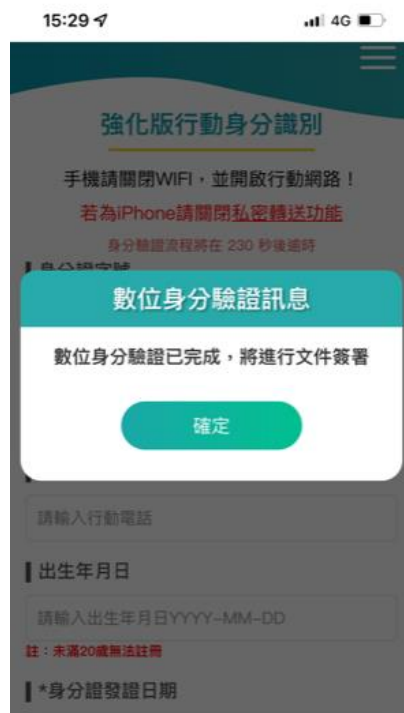 15:29
4G
強化版行動身分識別
手機請關閉WIFI，並開啟行動網路！
若為iPhone請關閉私密轉送功能
身分驗證流程將在 230 秒後逾時
身分證字號
數位身分驗證訊息
數位身分驗證已完成，將進行文件簽署
確定
請輸入行動電話
出生年月日
請輸入出生年月日YYYY-MM-DD
註：未滿20歲無法註冊
*身分證發證日期